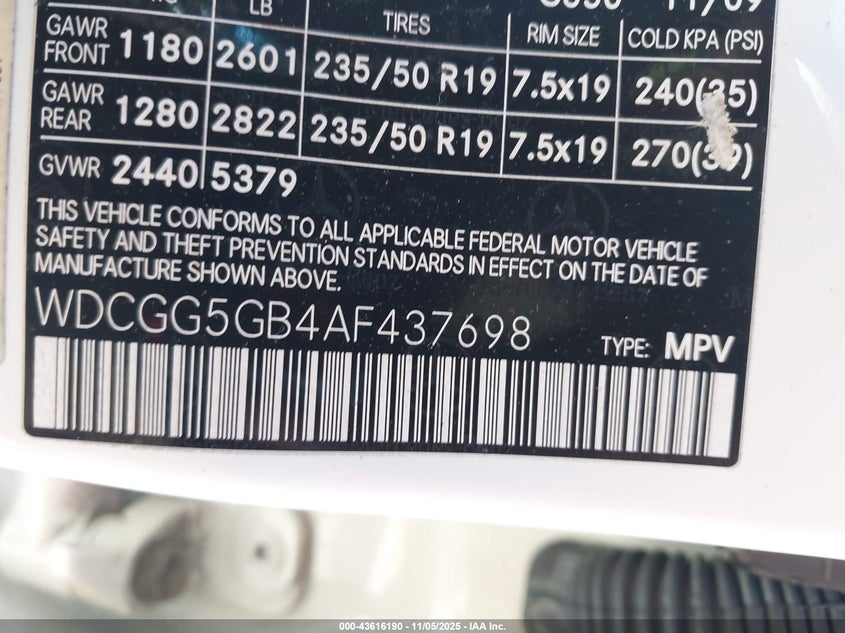 LB TIRES RIM SIZE COLD KPA (PSI)
GAWR FRONT 1180 2601 235/50 R19 7.5x19 240(35)
GAWR REAR 1280 2822 235/50 R19 7.5x19 270(39)
GVWR 2440 5379
THIS VEHICLE CONFORMS TO ALL APPLICABLE FEDERAL MOTOR VEHICLE
SAFETY AND THEFT PREVENTION STANDARDS IN EFFECT ON THE DATE OF
MANUFACTURE SHOWN ABOVE.
WDCGG5GB4AF437698 TYPE: MPV
000-43616190 - 11/05/2025 - IAA Inc.